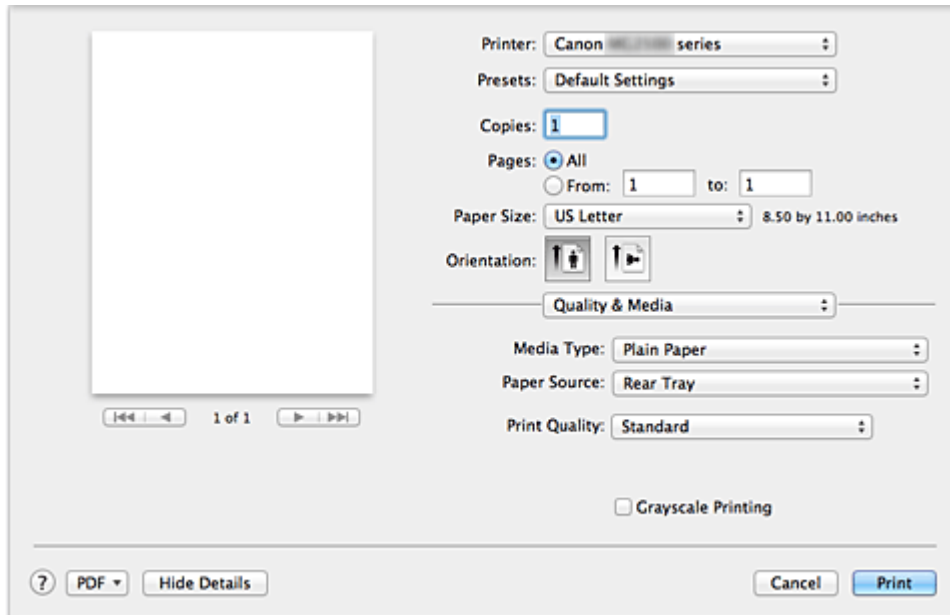 Printer: Canon series
Presets: Default Settings
Copies: 1
Pages: All
From: 1 to: 1
Paper Size: US Letter 8.50 by 11.00 inches
Orientation:
Quality & Media
Media Type: Plain Paper
Paper Source: Rear Tray
1 of 1
Print Quality: Standard
Grayscale Printing
? PDF Hide Details Cancel Print